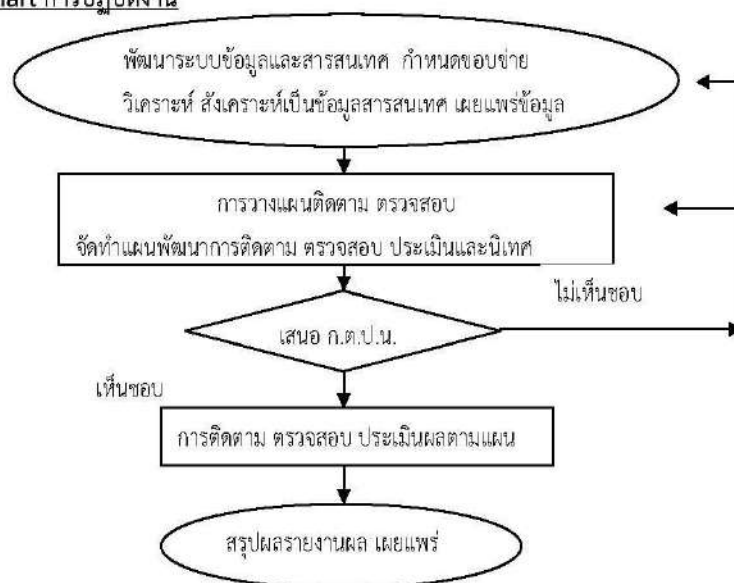 การปฏิบัติงาน
พัฒนาระบบข้อมูลและสารสนเทศ กำหนดขอบข่าย
วิเคราะห์ สังเคราะห์เป็นข้อมูลสารสนเทศ เผยแพร่ข้อมูล
การวางแผนติดตาม ตรวจสอบ
จัดทำแผนพัฒนาการติดตาม ตรวจสอบ ประเมินและนิเทศ
ไม่เห็นชอบ
เสนอ ก.ต.ป.น.
เห็นชอบ
การติดตาม ตรวจสอบ ประเมินผลตามแผน
สรุปผลรายงานผล เผยแพร่